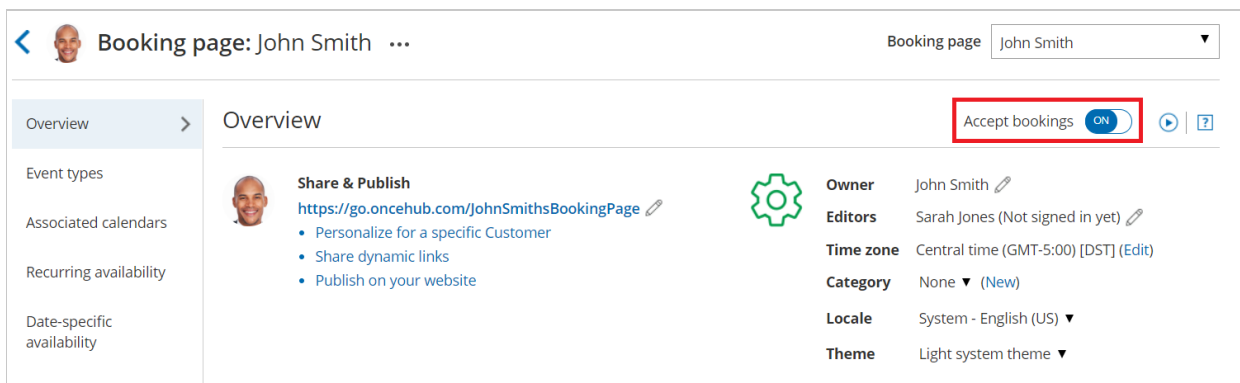 Booking page: John Smith ...
Booking page John Smith
Overview
Event types
Associated calendars
Recurring availability
Date-specific
availability
Overview
Accept bookings ON
?
Share & Publish
https://go.oncehub.com/JohnSmithsBookingPage
• Personalize for a specific Customer
• Share dynamic links
• Publish on your website
Owner John Smith
Editors Sarah Jones (Not signed in yet)
Time zone Central time (GMT-5:00) [DST] (Edit)
Category None ▼ (New)
Locale System - English (US) ▼
Theme Light system theme ▼